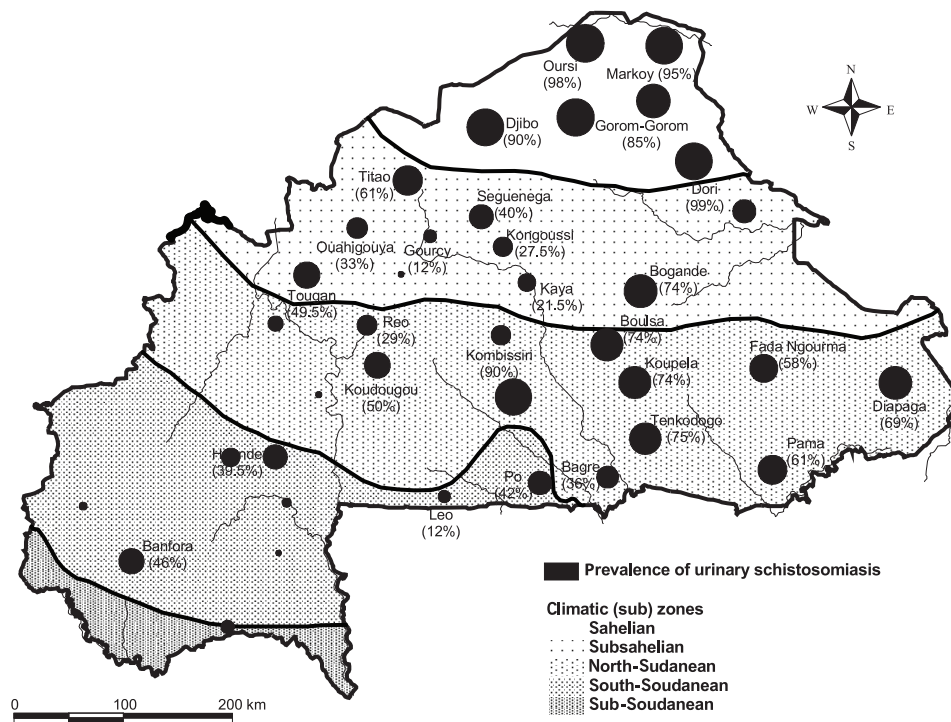 Oursi
(98%)
Markoy (95%)
N
W
E
S
Djibo
(90%)
Gorom-Gorom
(85%)
Titao
(61%)
Seguenega
(40%)
Dori
(99%)
Ouahigouya
(33%)
Gourcy
(12%)
Kongoussl
(27.5%)
Kaya
(21.5%)
Bogande
(74%)
Tougan
(49.5%)
Reo
(29%)
Kombissiri
(90%)
Boulsa
(74%)
Koupela
(74%)
Fada Ngourma
(58%)
Koudougou
(50%)
Diapaga
(69%)
Tenkodogo
(75%)
Pama
(61%)
(39.5%)
Po
(42%)
Bagre
(36%)
Leo
(12%)
Banfora
(46%)
Prevalence of urinary schistosomiasis
Climatic (sub) zones
Sahelian
Subsahelian
North-Sudanean
South-Soudanean
Sub-Soudanean
0
100
200 km